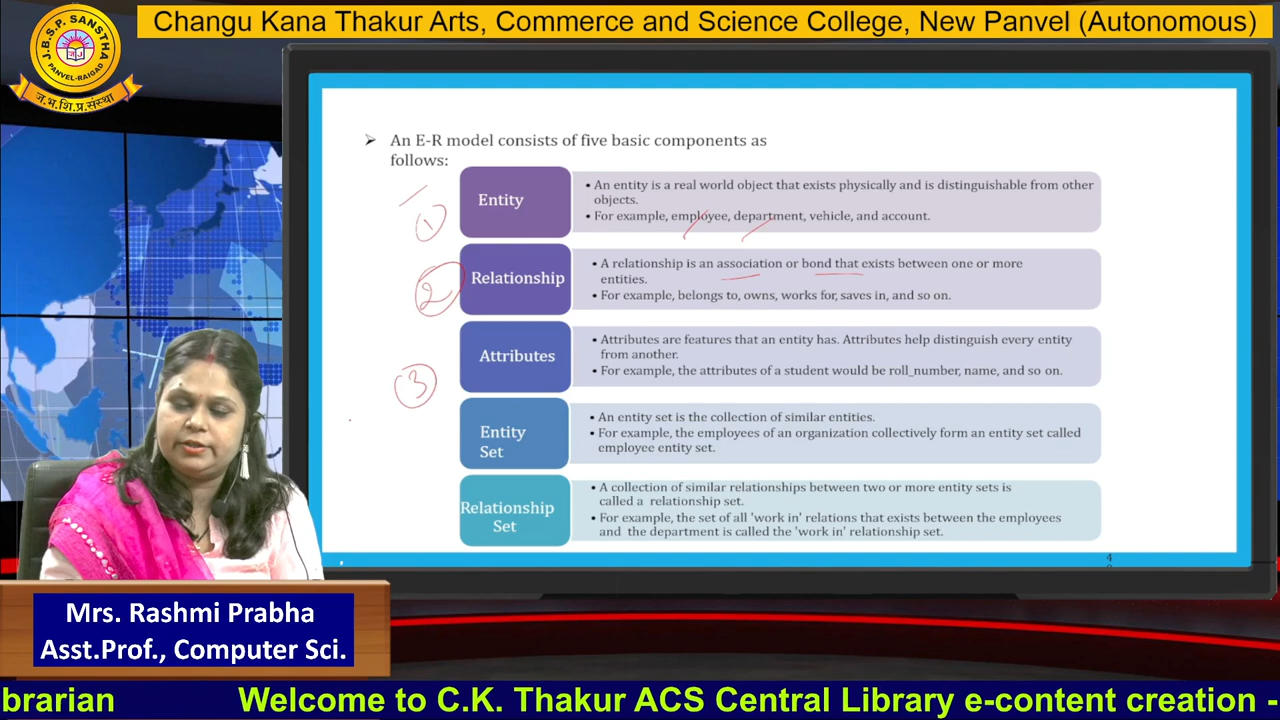 Changu Kana Thakur Arts, Commerce and Science College, New Panvel (Autonomous)
J.B.S.P. SANSTHA
PANVEL-RAIGAD
ज.भ.शि.प्र.संस्था
➢ An E-R model consists of five basic components as
follows:
Entity
• An entity is a real world object that exists physically and is distinguishable from other
objects.
• For example, employee, department, vehicle, and account.
1
Relationship
• A relationship is an association or bond that exists between one or more
entities.
• For example, belongs to, owns, works for, saves in, and so on.
2
Attributes
• Attributes are features that an entity has. Attributes help distinguish every entity
from another.
• For example, the attributes of a student would be roll_number, name, and so on.
3
Entity
Set
• An entity set is the collection of similar entities.
• For example, the employees of an organization collectively form an entity set called
employee entity set.
Relationship
Set
• A collection of similar relationships between two or more entity sets is
called a relationship set.
• For example, the set of all 'work in' relations that exists between the employees
and the department is called the 'work in' relationship set.
Mrs. Rashmi Prabha
Asst.Prof., Computer Sci.
brarian Welcome to C.K. Thakur ACS Central Library e-content creation -